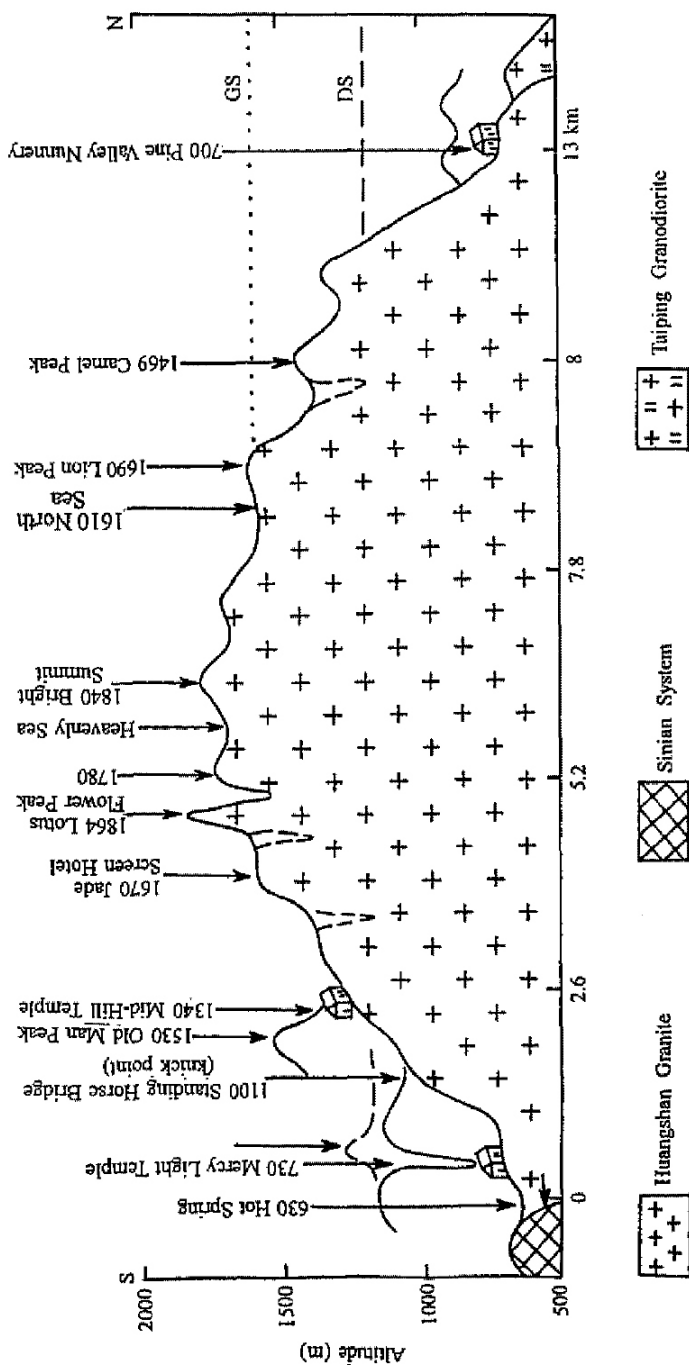 S
N
Altitude (m)
2000
1500
1000
500
630 Hot Spring
730 Mercy Light Temple
1100 Standing Horse Bridge
(knick point)
1530 Old Man Peak
1340 Mid-Hill Temple
1670 Jade
Screen Hotel
1864 Lotus
Flower Peak
1780
Heavenly Sea
1840 Bright
Summit
1610 North
Sea
1690 Lion Peak
1469 Camel Peak
700 Pine Valley Nunnery
GS
DS
0
2.6
5.2
7.8
8
13 km
Huangshan Granite
Sinian System
Taiping Granodiorite